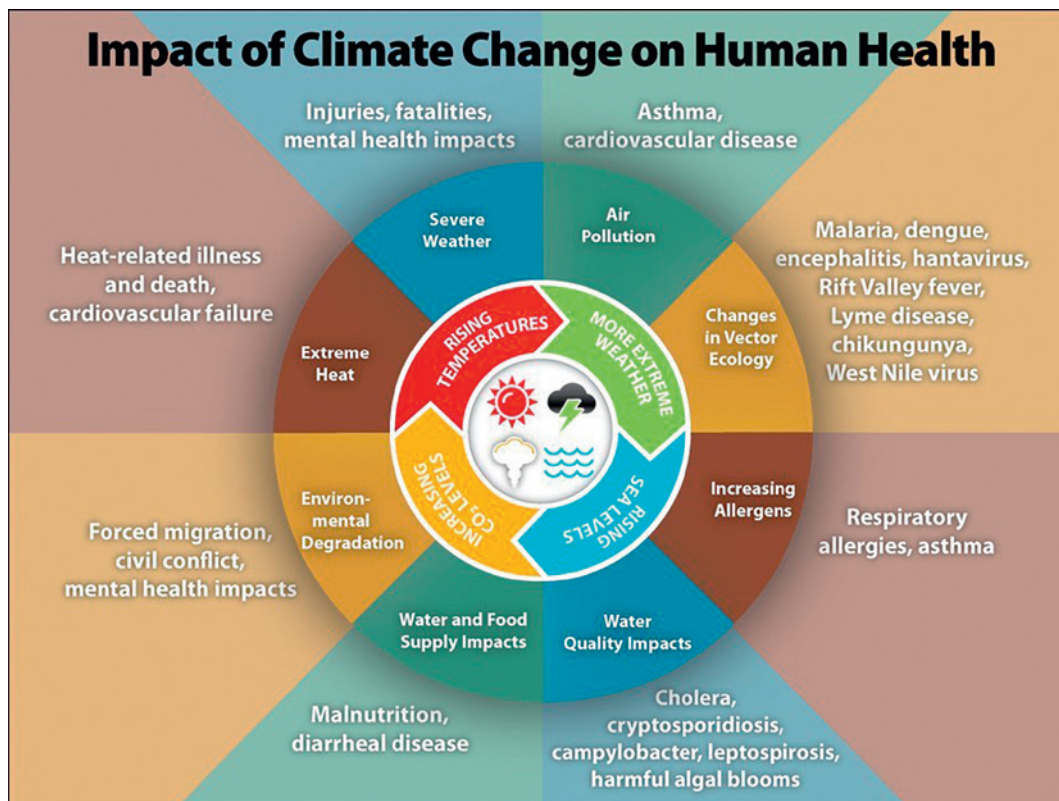 Impact of Climate Change on Human Health
Injuries, fatalities,
mental health impacts
Asthma,
cardiovascular disease
Severe
Weather
Air
Pollution
Heat-related illness
and death,
cardiovascular failure
Malaria, dengue,
encephalitis, hantavirus,
Rift Valley fever,
Lyme disease,
chikungunya,
West Nile virus
Extreme
Heat
Changes
in Vector
Ecology
RISING
TEMPERATURES
MORE EXTREME
WEATHER
RISING
SEA LEVELS
INCREASING
CO₂ LEVELS
Environ-
mental
Degradation
Increasing
Allergens
Forced migration,
civil conflict,
mental health impacts
Respiratory
allergies, asthma
Water and Food
Supply Impacts
Water
Quality Impacts
Malnutrition,
diarrheal disease
Cholera,
cryptosporidiosis,
campylobacter, leptospirosis,
harmful algal blooms